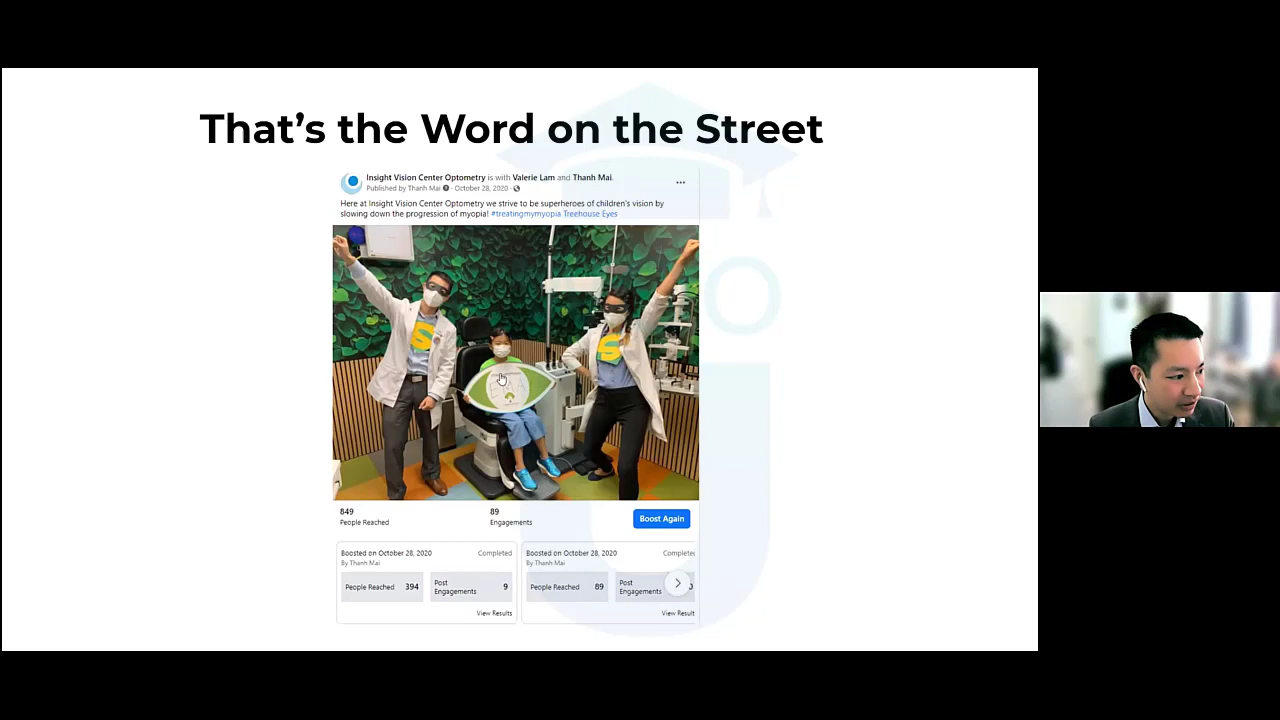 That's the Word on the Street
Insight Vision Center Optometry is with Valerie Lam and Thanh Mai.
Published by Thanh Mai · October 28, 2020 ·
Here at Insight Vision Center Optometry we strive to be superheroes of children's vision by
slowing down the progression of myopia! #treatingmymyopia Treehouse Eyes
S
S
849
People Reached
89
Engagements
Boost Again
Boosted on October 28, 2020
Completed
By Thanh Mai
People Reached 394
Post
Engagements 9
View Results
Boosted on October 28, 2020
Complete
By Thanh Mai
People Reached 89
Post
Engagements
View Result